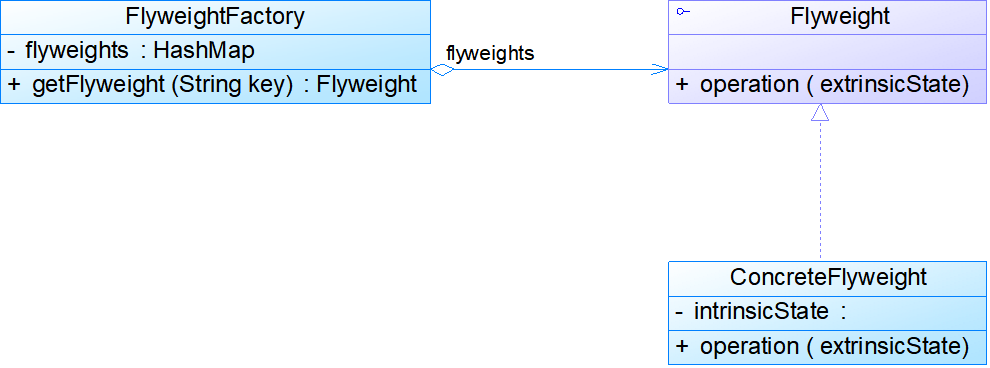 FlyweightFactory
- flyweights : HashMap
+ getFlyweight (String key) : Flyweight
flyweights
Flyweight
+ operation ( extrinsicState)
ConcreteFlyweight
- intrinsicState :
+ operation ( extrinsicState)